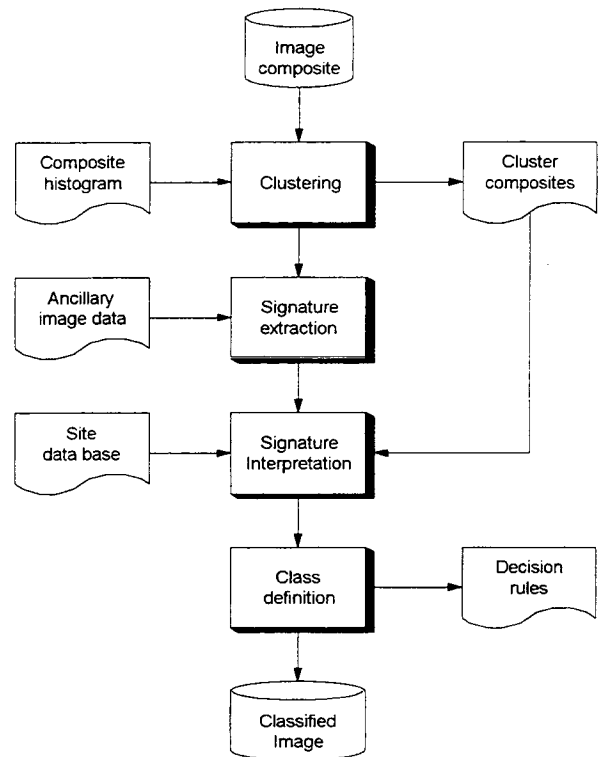 Image
composite
Composite
histogram
Clustering
Cluster
composites
Ancillary
image data
Signature
extraction
Site
data base
Signature
Interpretation
Class
definition
Decision
rules
Classified
Image